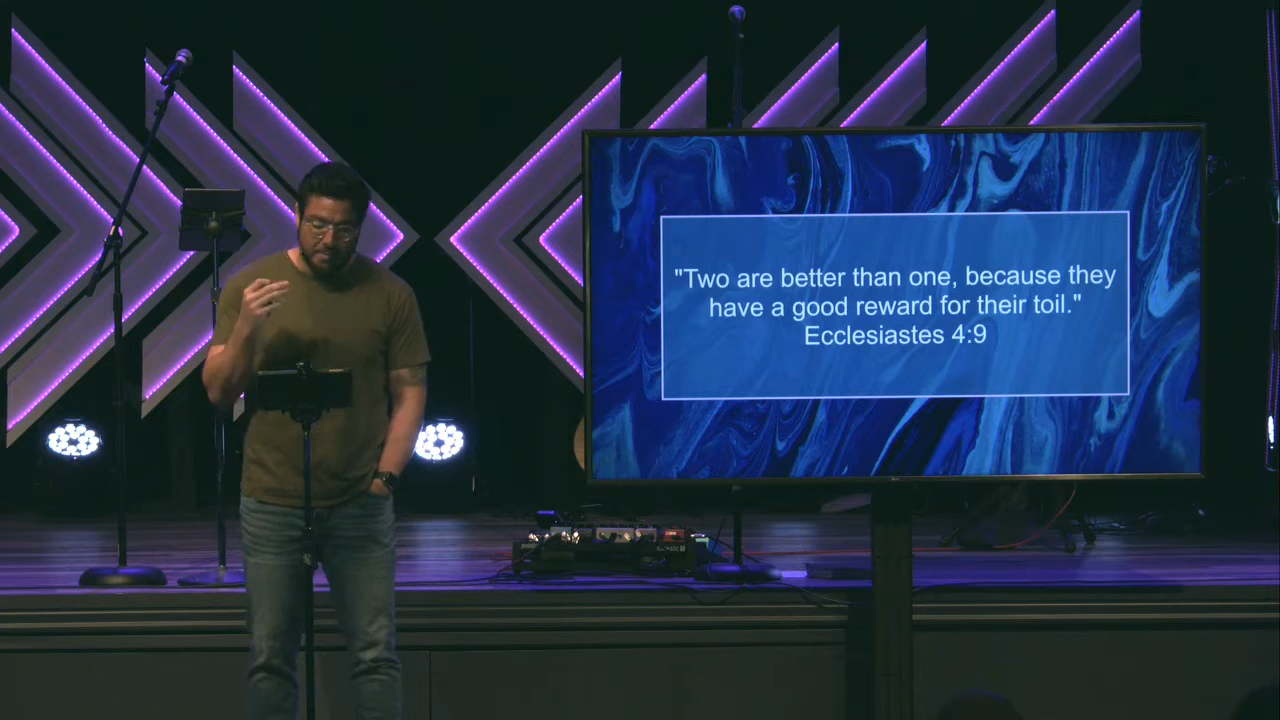 "Two are better than one, because they
have a good reward for their toil."
Ecclesiastes 4:9